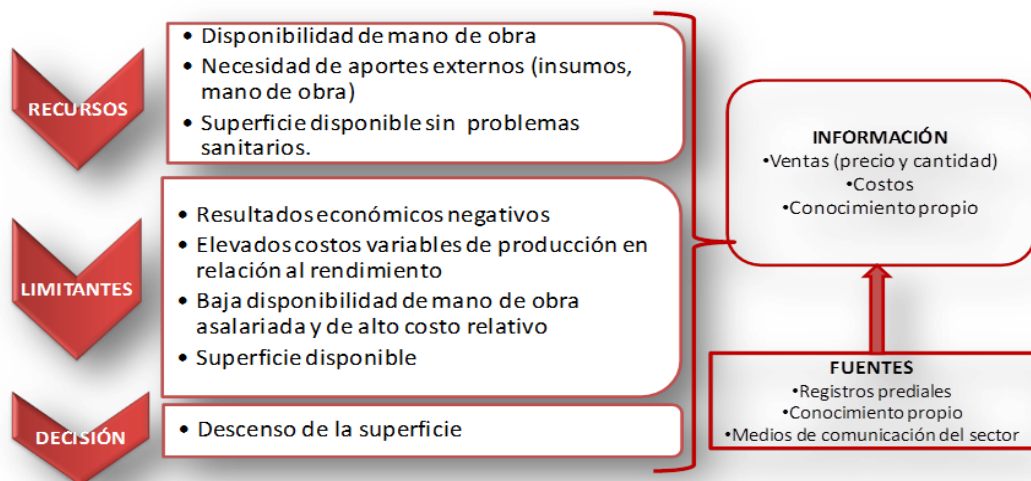 RECURSOS
• Disponibilidad de mano de obra
• Necesidad de aportes externos (insumos,
mano de obra)
• Superficie disponible sin problemas
sanitarios.
LIMITANTES
• Resultados económicos negativos
• Elevados costos variables de producción en
relación al rendimiento
• Baja disponibilidad de mano de obra
asalariada y de alto costo relativo
• Superficie disponible
DECISIÓN
• Descenso de la superficie
INFORMACIÓN
•Ventas (precio y cantidad)
•Costos
•Conocimiento propio
FUENTES
•Registros prediales
•Conocimiento propio
•Medios de comunicación del sector